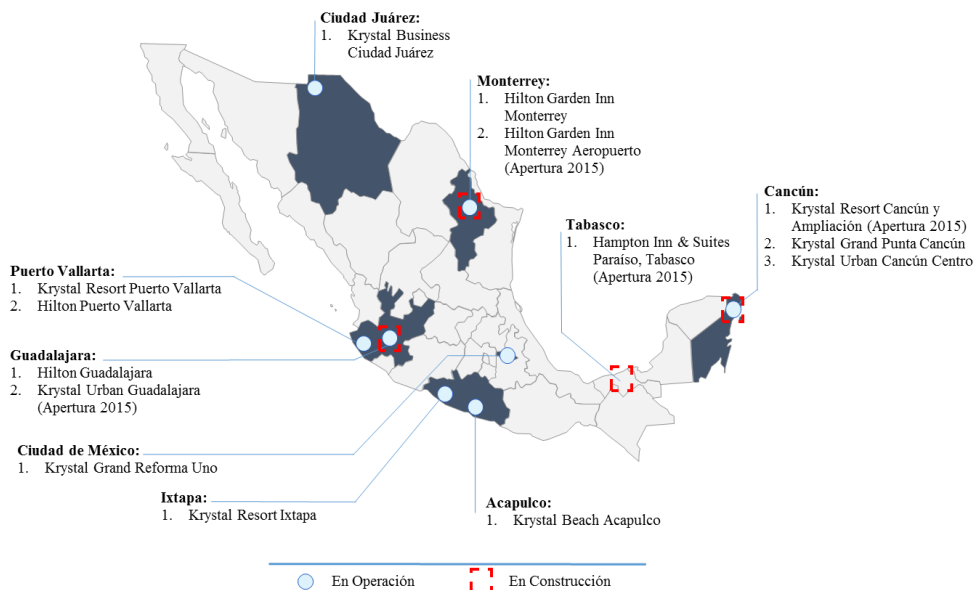 Ciudad Juárez:
1. Krystal Business
Ciudad Juárez
Monterrey:
1. Hilton Garden Inn
Monterrey
2. Hilton Garden Inn
Monterrey Aeropuerto
(Apertura 2015)
Cancún:
1. Krystal Resort Cancún y
Ampliación (Apertura 2015)
2. Krystal Grand Punta Cancún
3. Krystal Urban Cancún Centro
Tabasco:
1. Hampton Inn & Suites
Paraíso, Tabasco
(Apertura 2015)
Puerto Vallarta:
1. Krystal Resort Puerto Vallarta
2. Hilton Puerto Vallarta
Guadalajara:
1. Hilton Guadalajara
2. Krystal Urban Guadalajara
(Apertura 2015)
Ciudad de México:
1. Krystal Grand Reforma Uno
Ixtapa:
1. Krystal Resort Ixtapa
Acapulco:
1. Krystal Beach Acapulco
En Operación
En Construcción